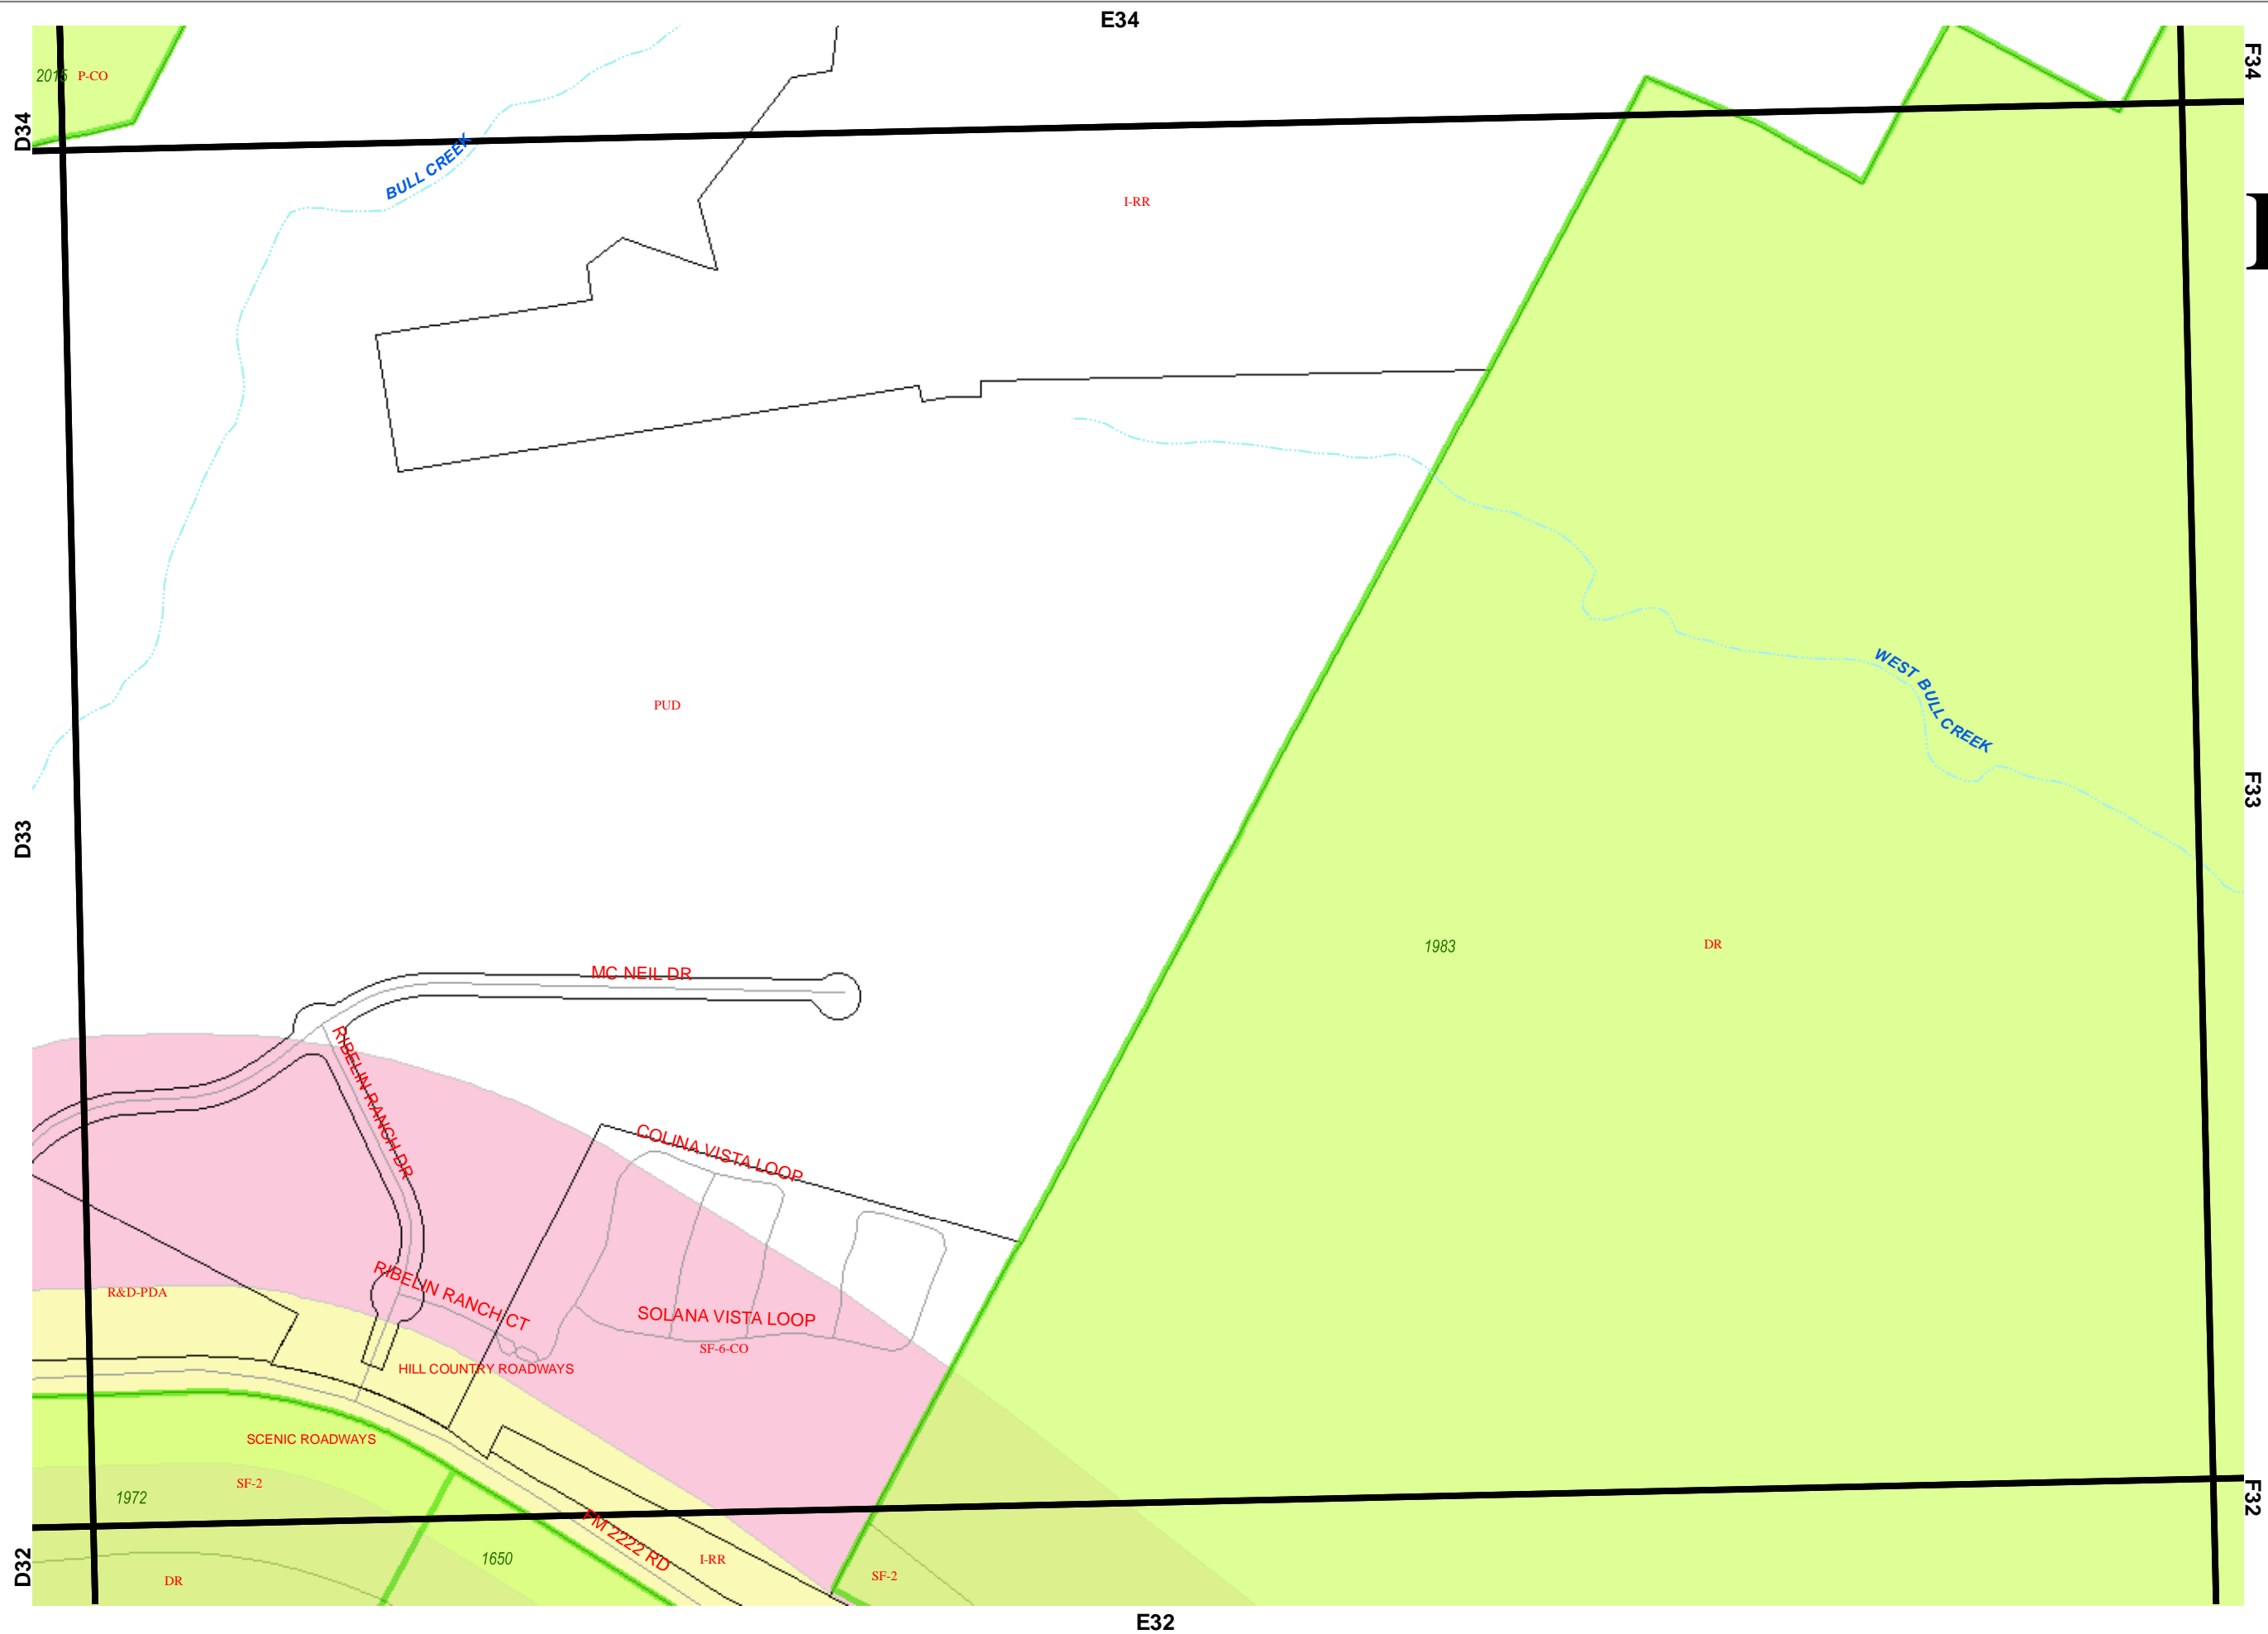 E34
2015
P-CO
F34
D34
BULL CREEK
I-RR
PUD
WEST BULL CREEK
F33
D33
1983
DR
MC NEIL DR
RIBELIN RANCH DR
COLINA VISTA LOOP
RIBELIN RANCH CT
R&D-PDA
SOLANA VISTA LOOP
SF-6-CO
HILL COUNTRY ROADWAYS
SCENIC ROADWAYS
SF-2
1972
F32
FM 2222 RD
1650
I-RR
D32
DR
SF-2
E32